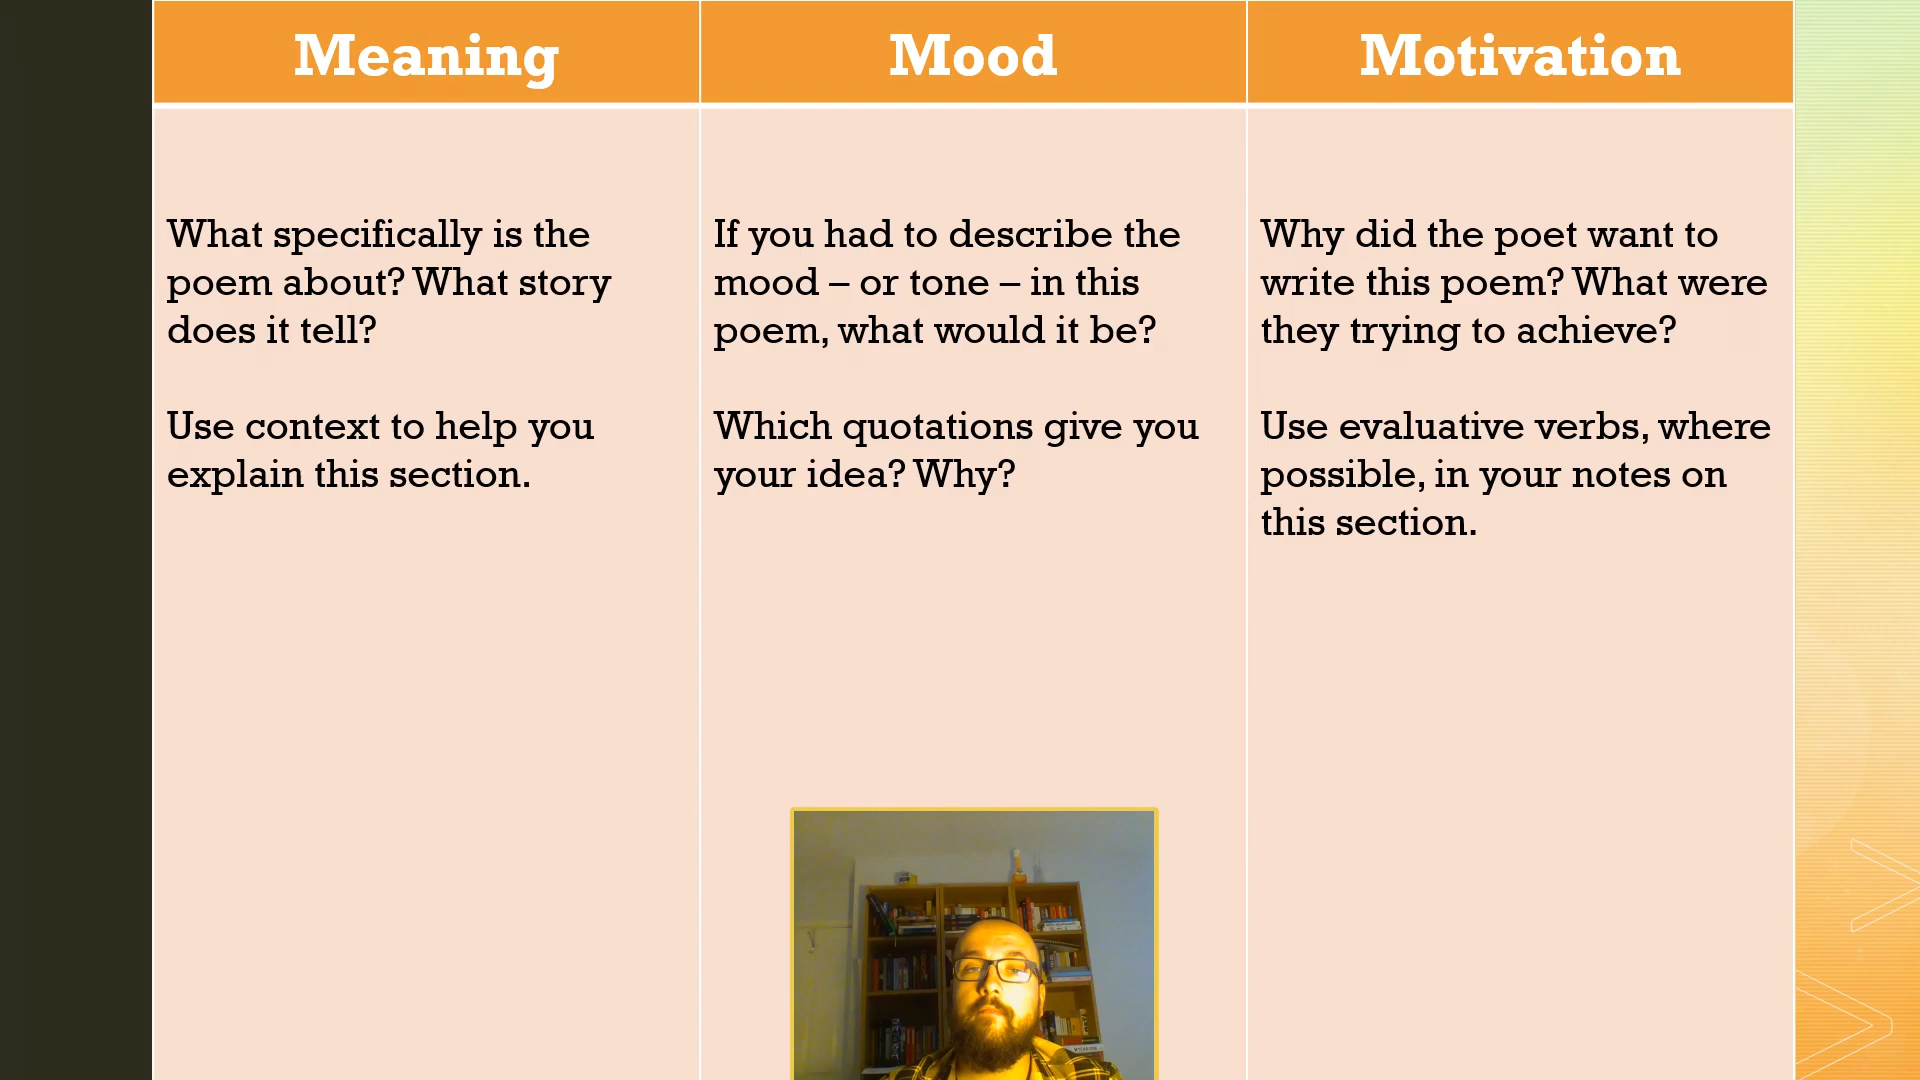 Meaning
Mood
Motivation
What specifically is the
poem about? What story
does it tell?
Use context to help you
explain this section.
If you had to describe the
mood – or tone – in this
poem, what would it be?
Which quotations give you
your idea? Why?
Why did the poet want to
write this poem? What were
they trying to achieve?
Use evaluative verbs, where
possible, in your notes on
this section.